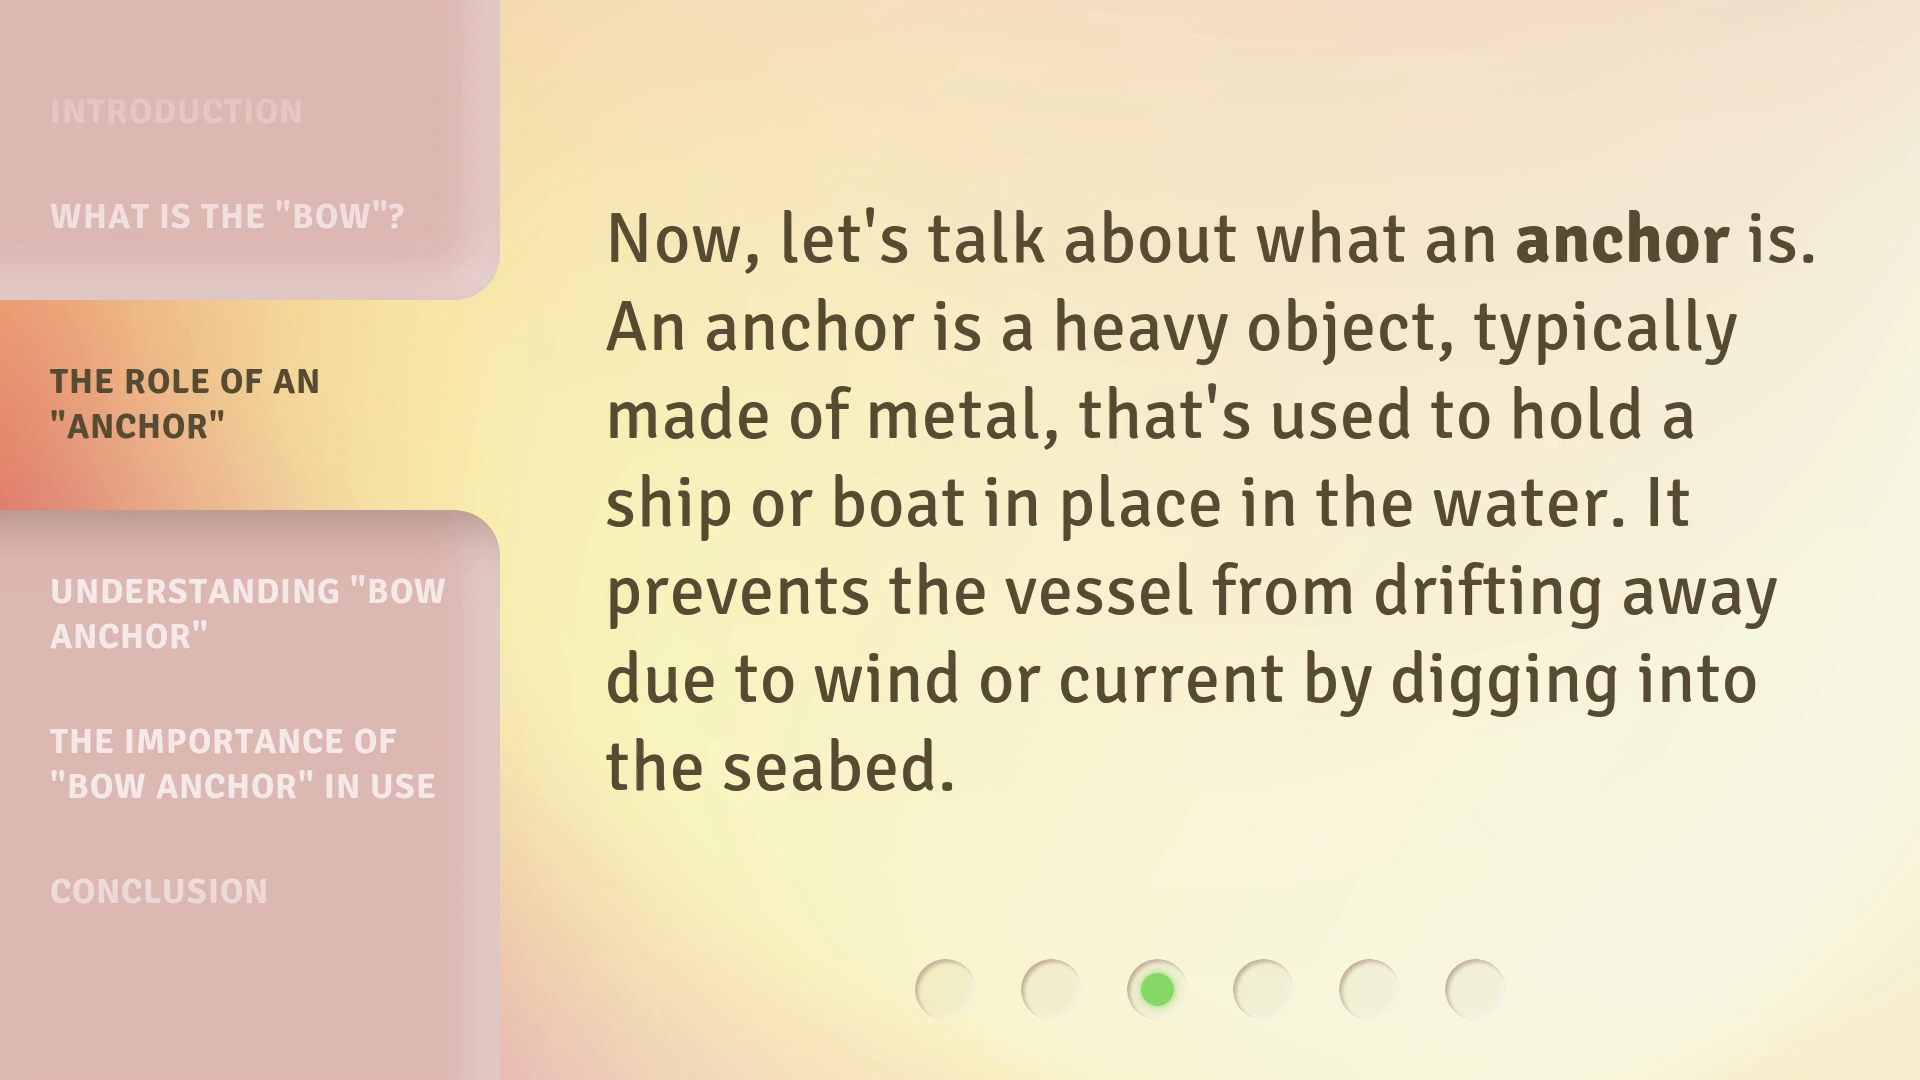 INTRODUCTION
WHAT IS THE "BOW"?
THE ROLE OF AN
"ANCHOR"
UNDERSTANDING "BOW
ANCHOR"
THE IMPORTANCE OF
"BOW ANCHOR" IN USE
CONCLUSION
Now, let's talk about what an anchor is.
An anchor is a heavy object, typically
made of metal, that's used to hold a
ship or boat in place in the water. It
prevents the vessel from drifting away
due to wind or current by digging into
the seabed.